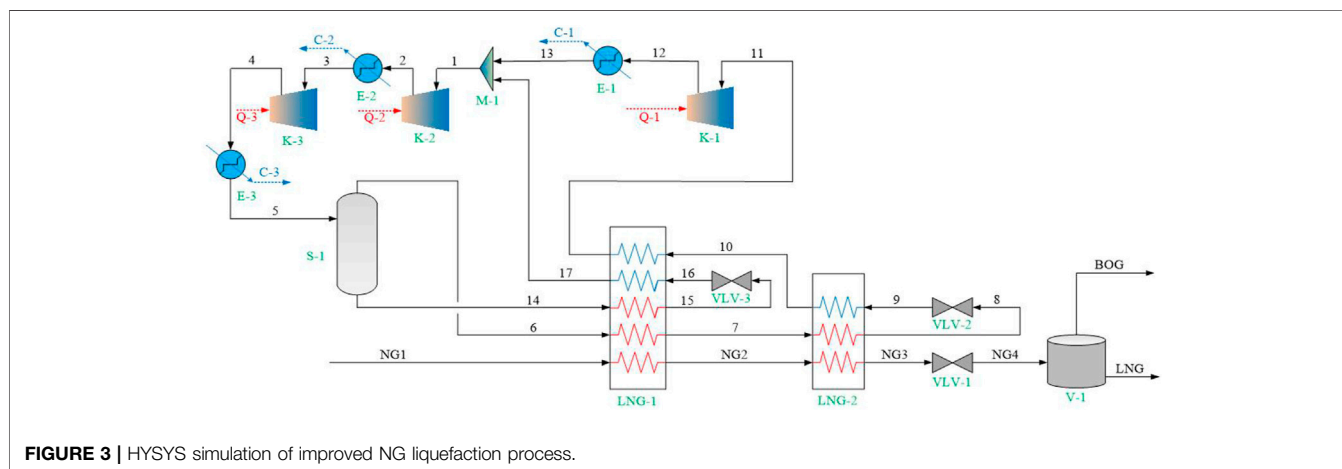 C-2
C-1
4
3
2
1
13
12
11
E-2
E-1
M-1
Q-3
Q-2
Q-1
K-3
K-2
K-1
C-3
E-3
5
S-1
10
BOG
17
16
9
8
14
15
VLV-3
VLV-2
6
7
NG1
NG2
NG3
NG4
VLV-1
LNG
LNG-1
LNG-2
V-1
FIGURE 3 | HYSYS simulation of improved NG liquefaction process.